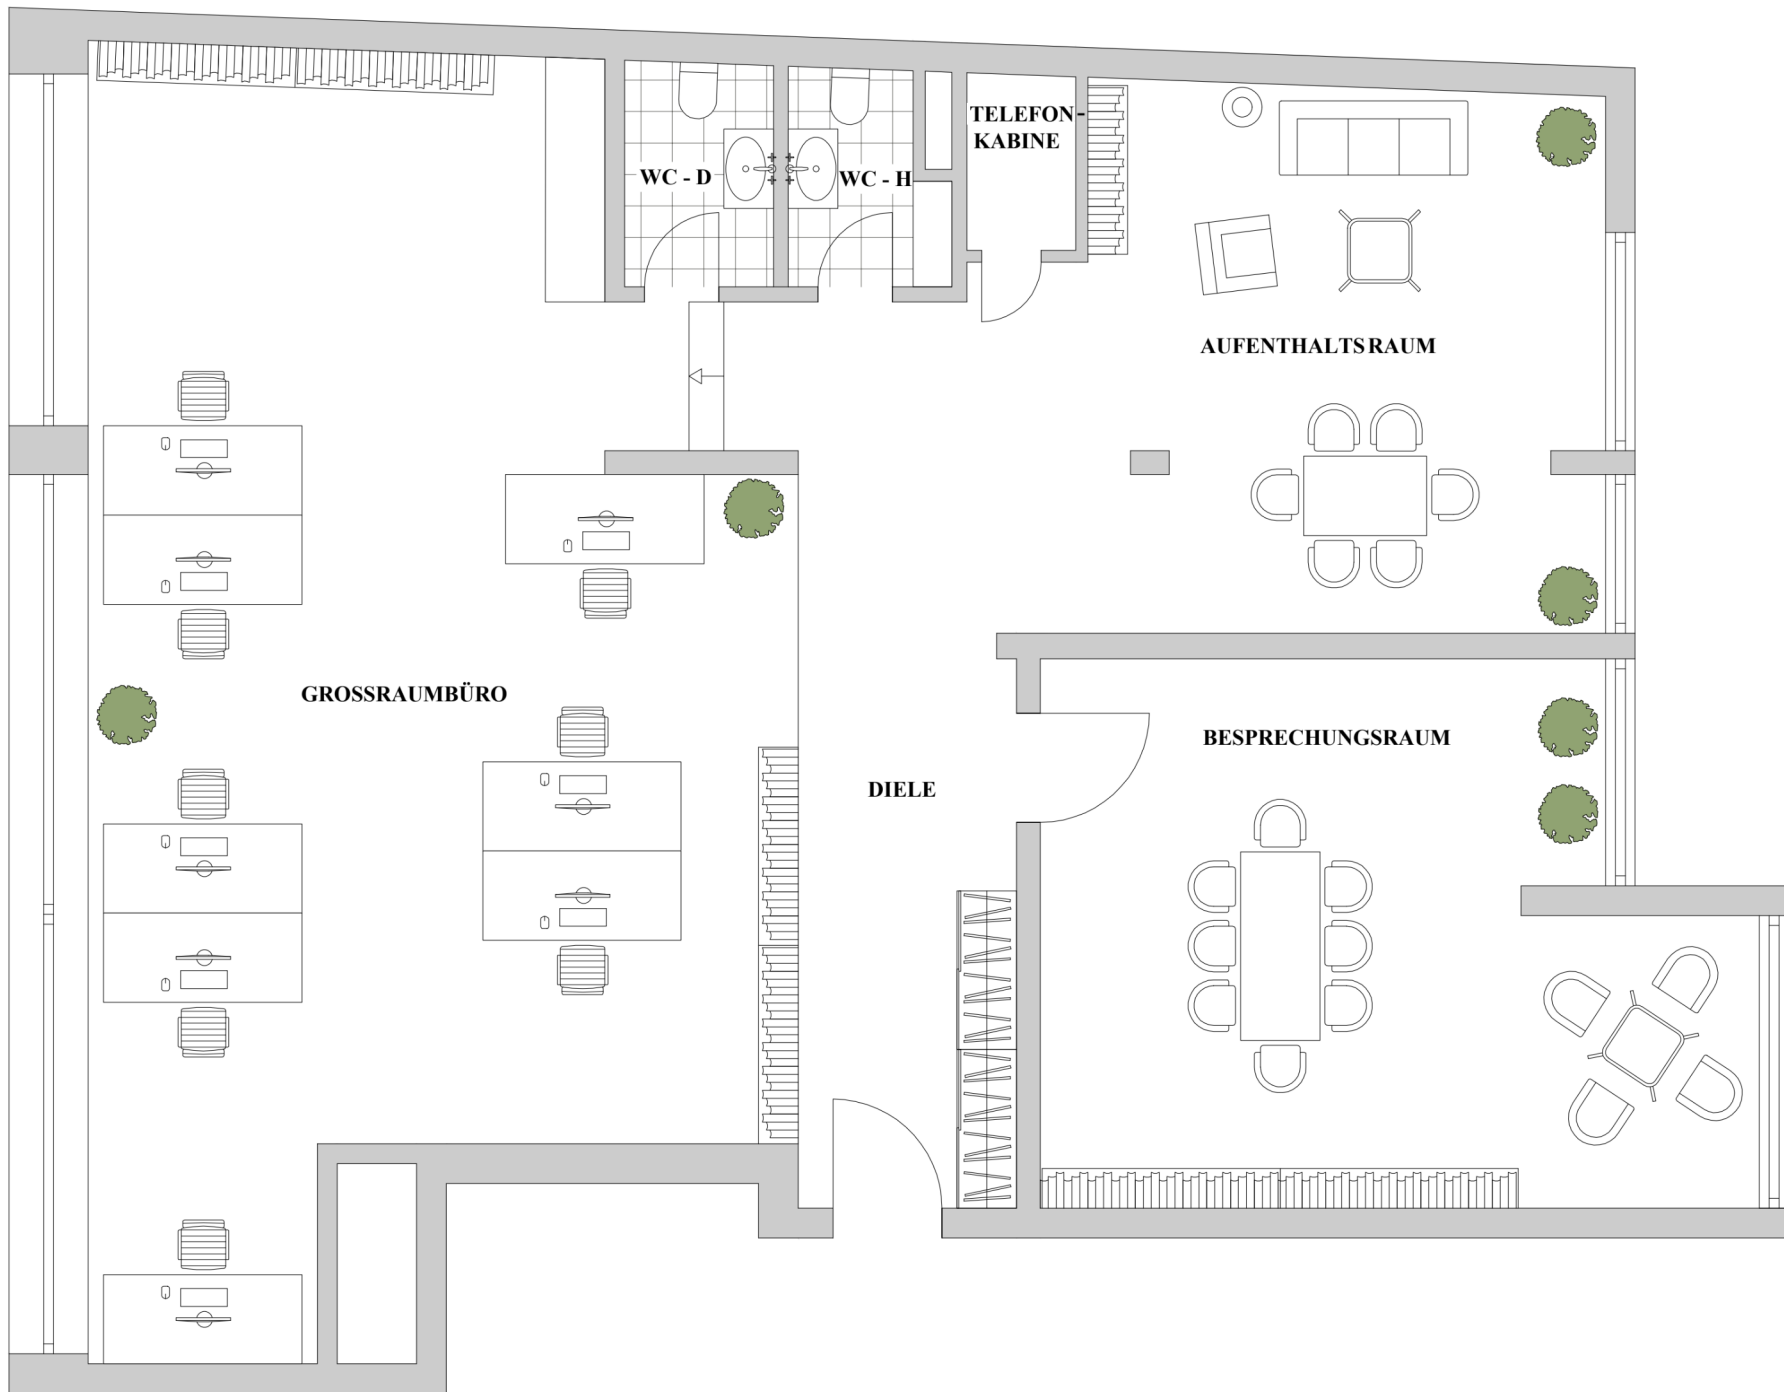 TELEFON-
KABINE
WC - D
WC - H
AUFENTHALTSRAUM
GROSSRAUMBÜRO
BESPRECHUNGSRAUM
DIELE